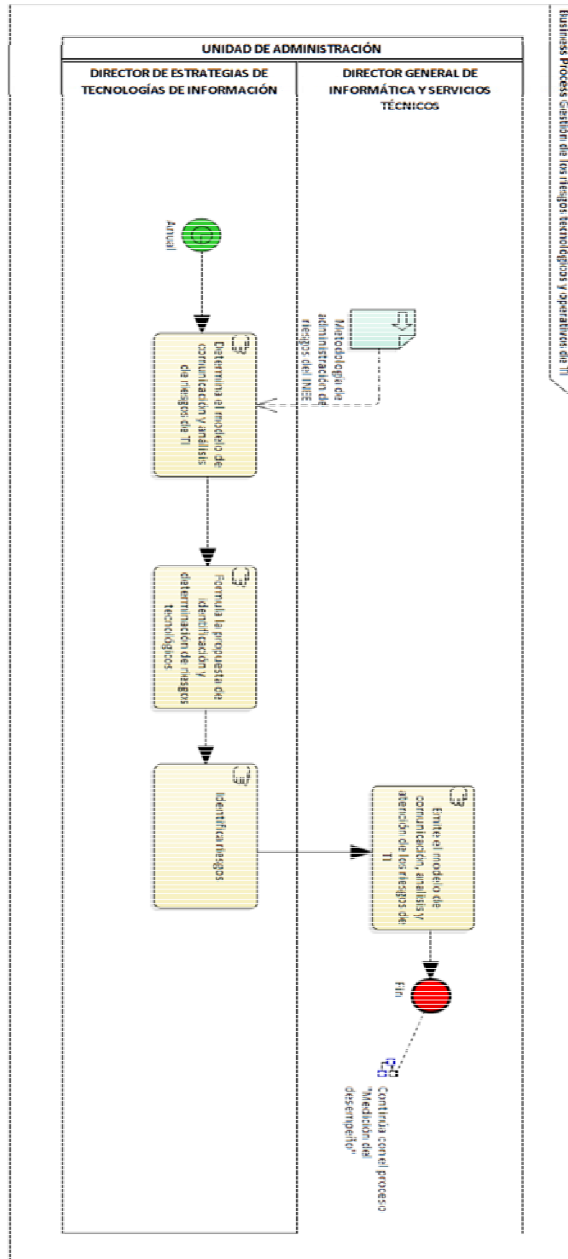 Business Process Gestión de los riesgos tecnológicos y operativos de TI
UNIDAD DE ADMINISTRACIÓN
DIRECTOR DE ESTRATEGIAS DE
TECNOLOGÍAS DE INFORMACIÓN
DIRECTOR GENERAL DE
INFORMÁTICA Y SERVICIOS
TÉCNICOS
Anual
Metodología de
administración de
riesgos del INEE
Determina el modelo de
comunicación y análisis
de riesgos de TI
Formula la propuesta de
identificación y
determinación de riesgos
tecnológicos
Identifica riesgos
Emite el modelo de
comunicación, análisis y
atención de los riesgos de
TI
Fin
Continúa con el proceso
"Medición del
desempeño"